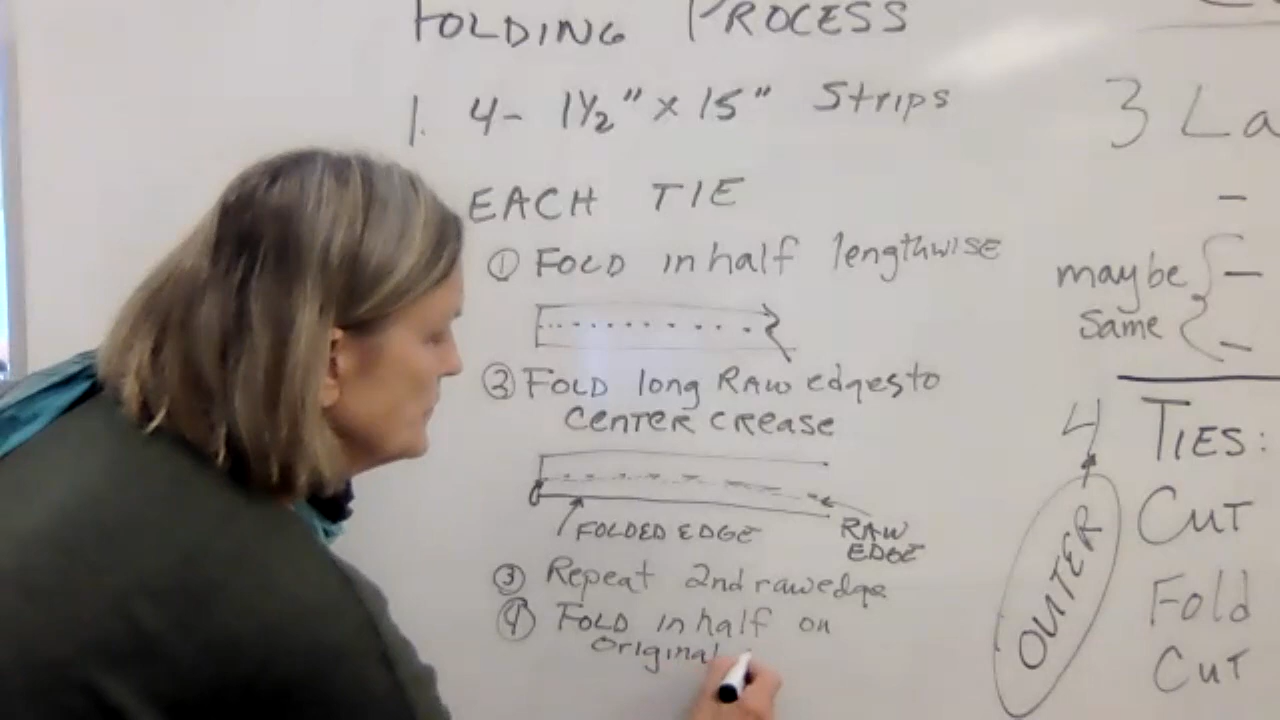 FOLDING PROCESS
1. 4- 1½" x 15" Strips
EACH TIE
① FOLD in half lengthwise
② FOLD long RAW edges to
CENTER CREASE
FOLDED EDGE
RAW
EDGE
③ Repeat 2nd raw edge
④ FOLD in half on
original
3 La
-
maybe -
same -
4 TIES:
OUTER
CUT
Fold
CUT